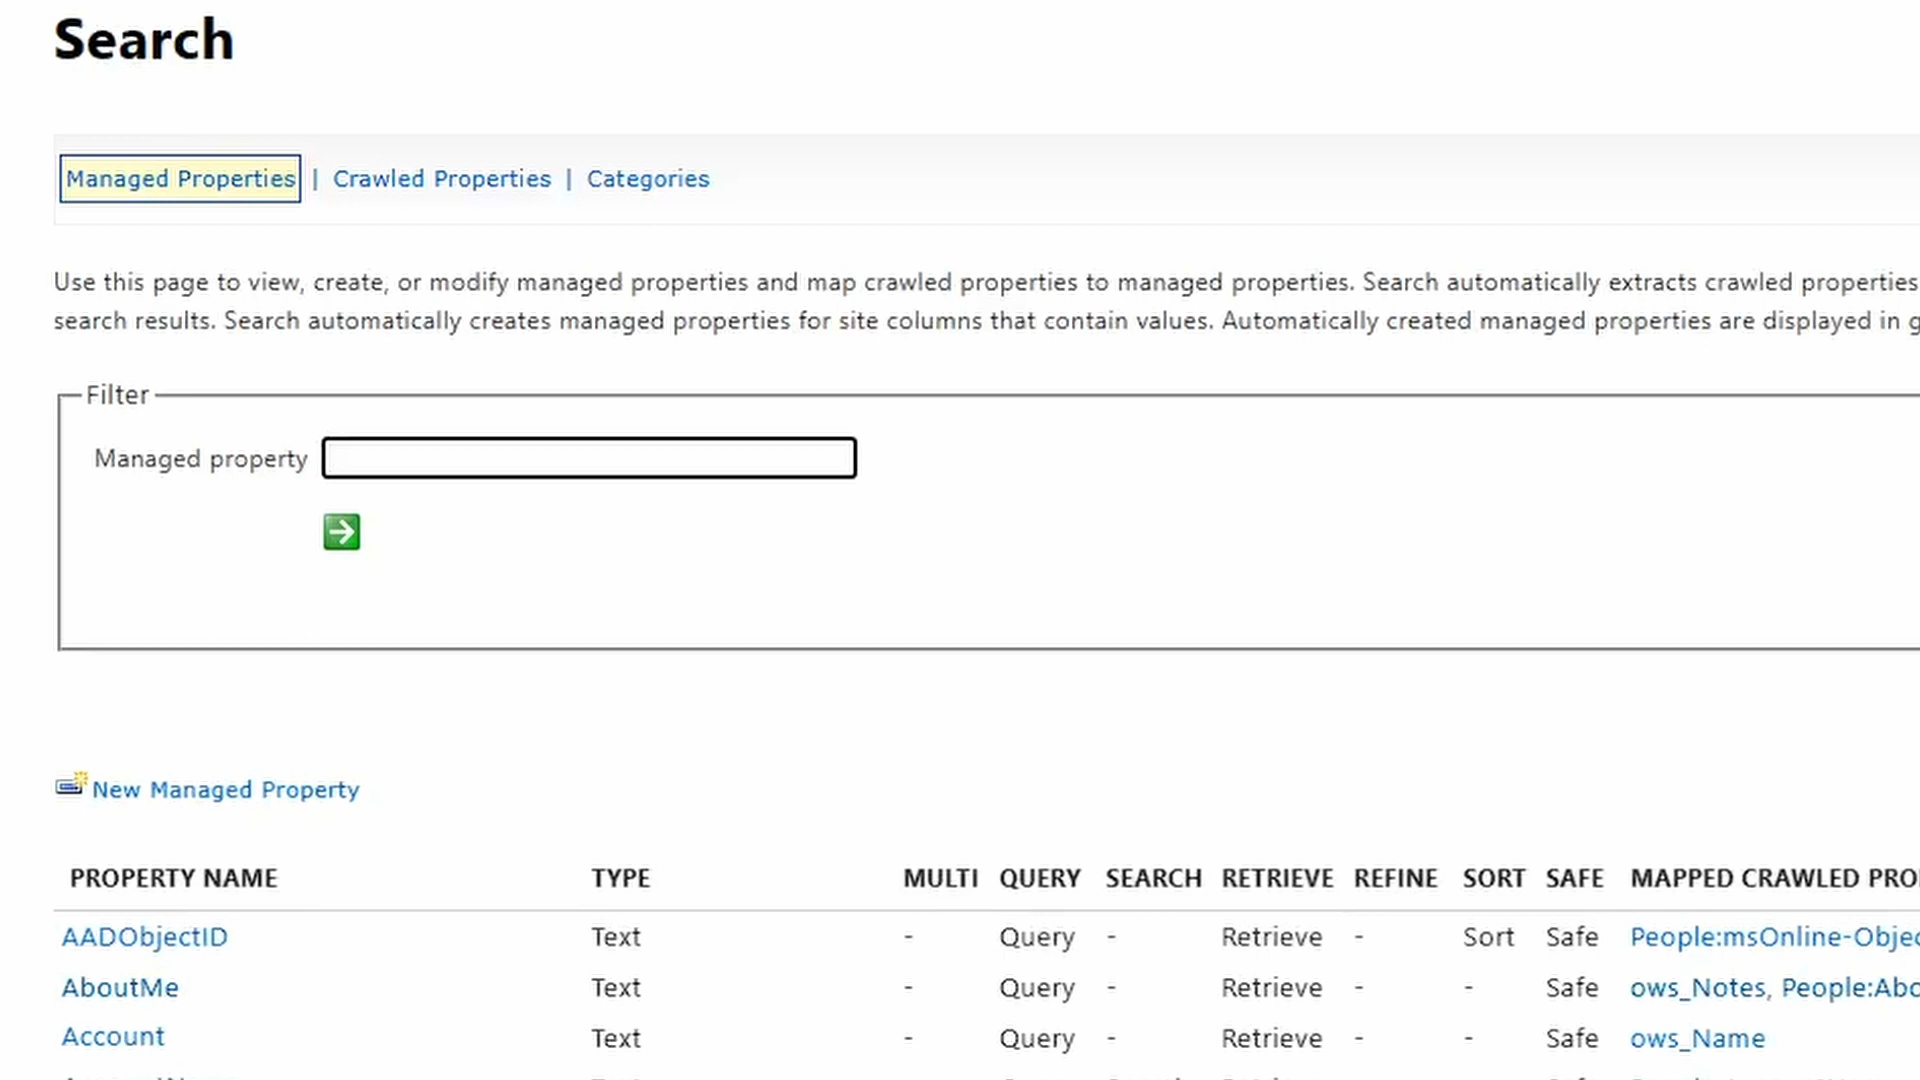 Search
Managed Properties | Crawled Properties | Categories
Use this page to view, create, or modify managed properties and map crawled properties to managed properties. Search automatically extracts crawled properties
search results. Search automatically creates managed properties for site columns that contain values. Automatically created managed properties are displayed in g
Filter
Managed property
New Managed Property
PROPERTY NAME TYPE MULTI QUERY SEARCH RETRIEVE REFINE SORT SAFE MAPPED CRAWLED PRO
AADObjectID Text - Query - Retrieve - Sort Safe People:msOnline-Objec
AboutMe Text - Query - Retrieve - - Safe ows_Notes, People:Abo
Account Text - Query - Retrieve - - Safe ows_Name